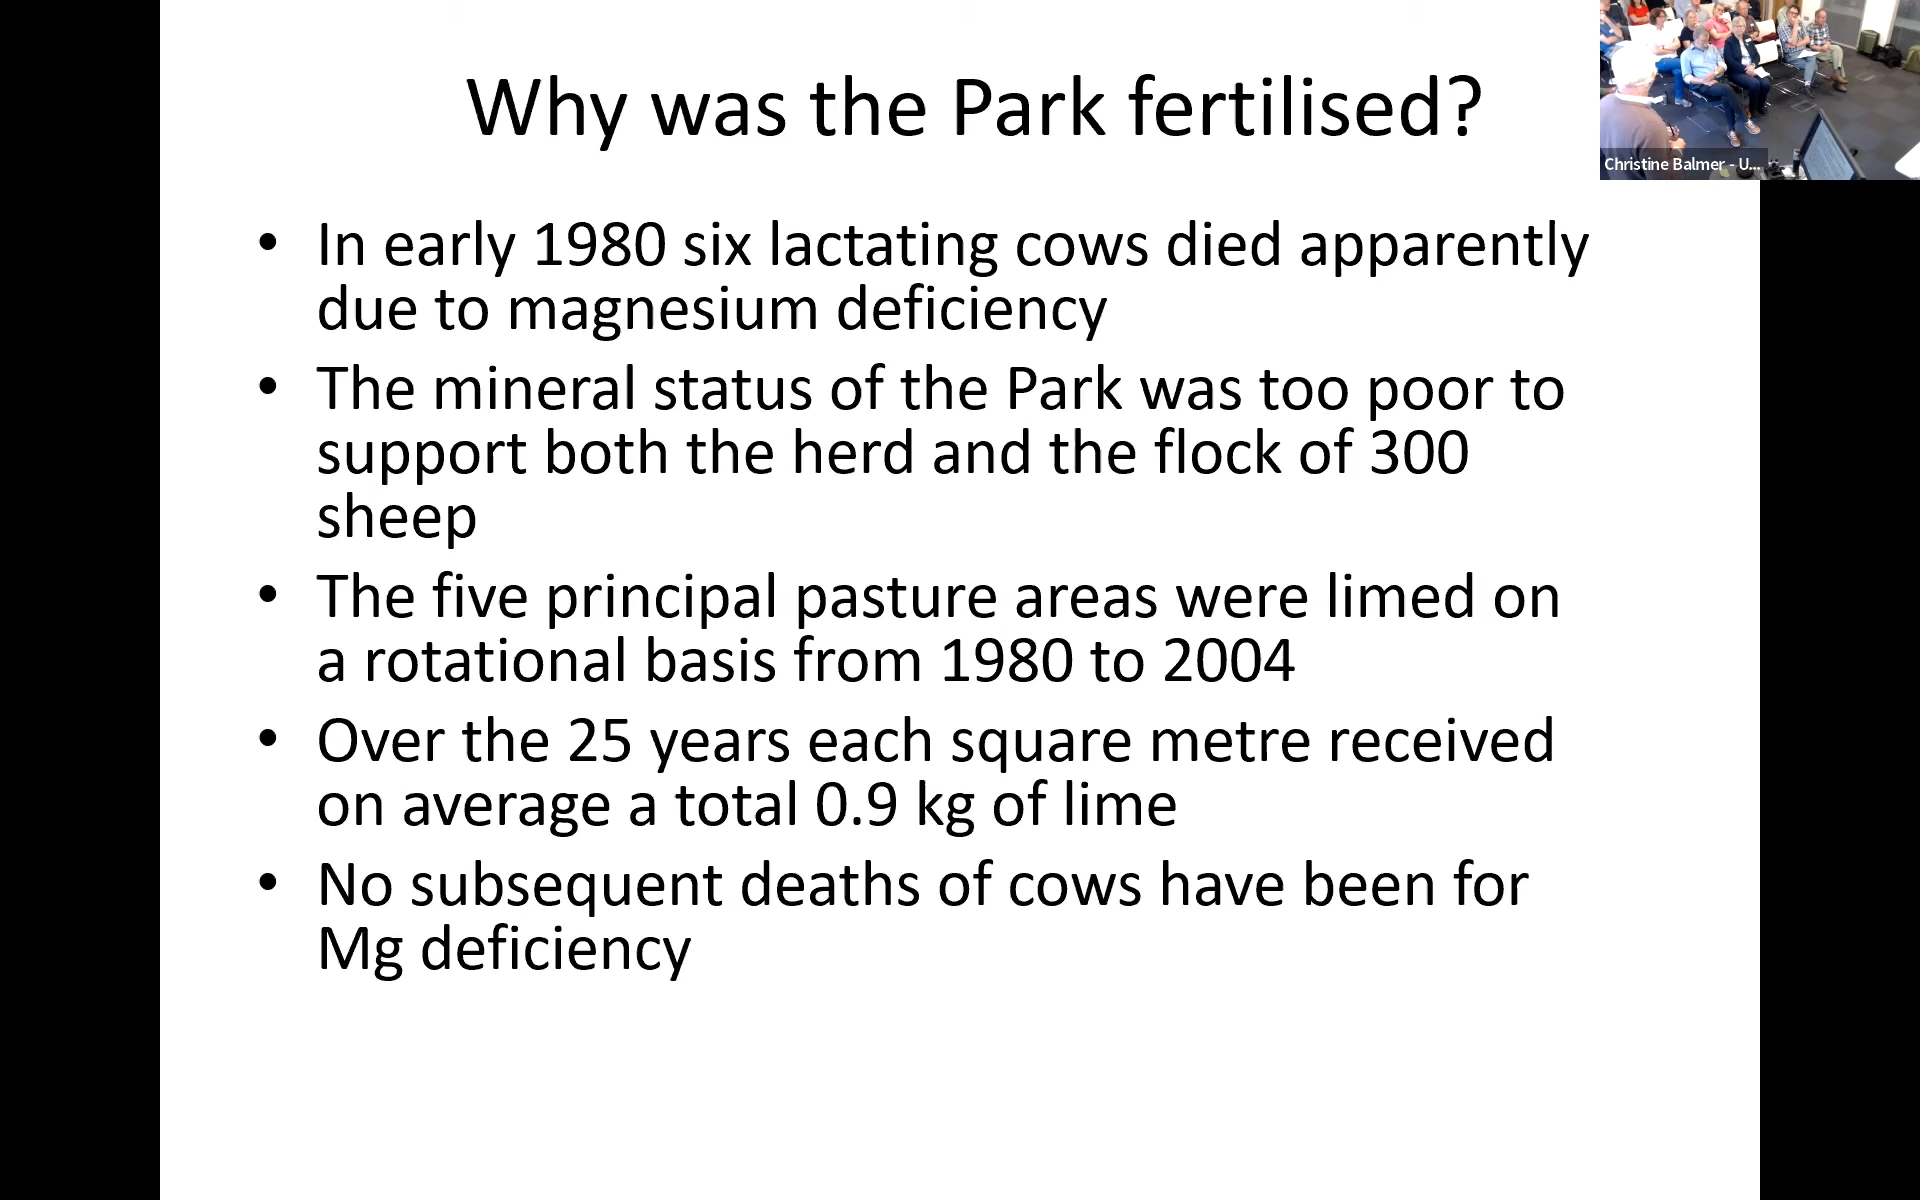 Why was the Park fertilised?
Christine Balmer - U...
• In early 1980 six lactating cows died apparently
due to magnesium deficiency
• The mineral status of the Park was too poor to
support both the herd and the flock of 300
sheep
• The five principal pasture areas were limed on
a rotational basis from 1980 to 2004
• Over the 25 years each square metre received
on average a total 0.9 kg of lime
• No subsequent deaths of cows have been for
Mg deficiency